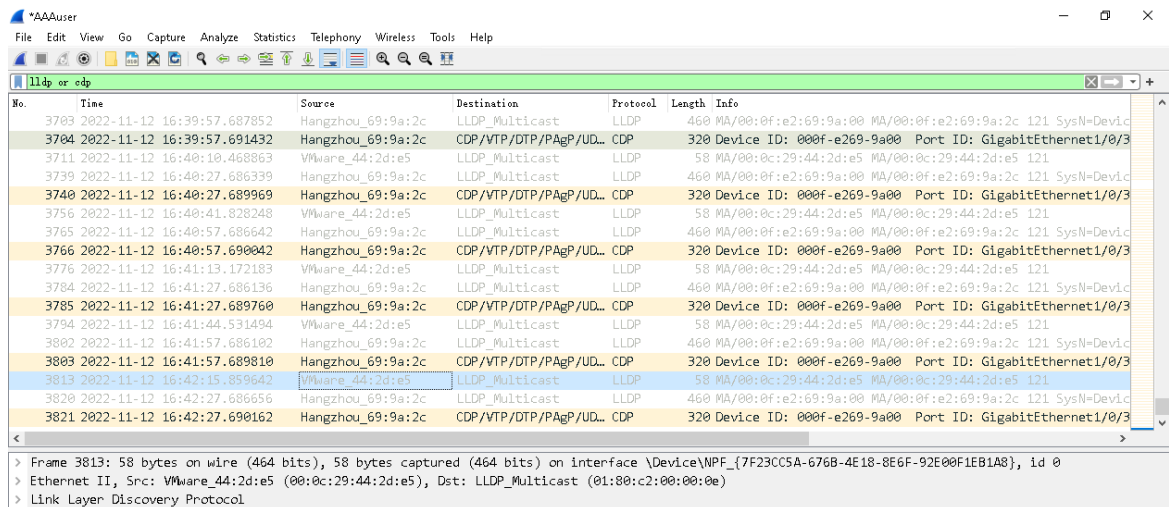 *AAAuser
File Edit View Go Capture Analyze Statistics Telephony Wireless Tools Help
lldp or cdp
No. Time Source Destination Protocol Length Info
3703 2022-11-12 16:39:57.687852 Hangzhou_69:9a:2c LLDP_Multicast LLDP 460 MA/00:0f:e2:69:9a:00 MA/00:0f:e2:69:9a:2c 121 SysN=Devic
3704 2022-11-12 16:39:57.691432 Hangzhou_69:9a:2c CDP/VTP/DTP/PAgP/UD… CDP 320 Device ID: 000f-e269-9a00 Port ID: GigabitEthernet1/0/3
3711 2022-11-12 16:40:10.468863 VMware_44:2d:e5 LLDP_Multicast LLDP 58 MA/00:0c:29:44:2d:e5 MA/00:0c:29:44:2d:e5 121
3739 2022-11-12 16:40:27.686339 Hangzhou_69:9a:2c LLDP_Multicast LLDP 460 MA/00:0f:e2:69:9a:00 MA/00:0f:e2:69:9a:2c 121 SysN=Devic
3740 2022-11-12 16:40:27.689969 Hangzhou_69:9a:2c CDP/VTP/DTP/PAgP/UD… CDP 320 Device ID: 000f-e269-9a00 Port ID: GigabitEthernet1/0/3
3756 2022-11-12 16:40:41.828248 VMware_44:2d:e5 LLDP_Multicast LLDP 58 MA/00:0c:29:44:2d:e5 MA/00:0c:29:44:2d:e5 121
3765 2022-11-12 16:40:57.686642 Hangzhou_69:9a:2c LLDP_Multicast LLDP 460 MA/00:0f:e2:69:9a:00 MA/00:0f:e2:69:9a:2c 121 SysN=Devic
3766 2022-11-12 16:40:57.690042 Hangzhou_69:9a:2c CDP/VTP/DTP/PAgP/UD… CDP 320 Device ID: 000f-e269-9a00 Port ID: GigabitEthernet1/0/3
3776 2022-11-12 16:41:13.172183 VMware_44:2d:e5 LLDP_Multicast LLDP 58 MA/00:0c:29:44:2d:e5 MA/00:0c:29:44:2d:e5 121
3784 2022-11-12 16:41:27.686136 Hangzhou_69:9a:2c LLDP_Multicast LLDP 460 MA/00:0f:e2:69:9a:00 MA/00:0f:e2:69:9a:2c 121 SysN=Devic
3785 2022-11-12 16:41:27.689760 Hangzhou_69:9a:2c CDP/VTP/DTP/PAgP/UD… CDP 320 Device ID: 000f-e269-9a00 Port ID: GigabitEthernet1/0/3
3794 2022-11-12 16:41:44.531494 VMware_44:2d:e5 LLDP_Multicast LLDP 58 MA/00:0c:29:44:2d:e5 MA/00:0c:29:44:2d:e5 121
3802 2022-11-12 16:41:57.686102 Hangzhou_69:9a:2c LLDP_Multicast LLDP 460 MA/00:0f:e2:69:9a:00 MA/00:0f:e2:69:9a:2c 121 SysN=Devic
3803 2022-11-12 16:41:57.689810 Hangzhou_69:9a:2c CDP/VTP/DTP/PAgP/UD… CDP 320 Device ID: 000f-e269-9a00 Port ID: GigabitEthernet1/0/3
3813 2022-11-12 16:42:15.859642 VMware_44:2d:e5 LLDP_Multicast LLDP 58 MA/00:0c:29:44:2d:e5 MA/00:0c:29:44:2d:e5 121
3820 2022-11-12 16:42:27.686656 Hangzhou_69:9a:2c LLDP_Multicast LLDP 460 MA/00:0f:e2:69:9a:00 MA/00:0f:e2:69:9a:2c 121 SysN=Devic
3821 2022-11-12 16:42:27.690162 Hangzhou_69:9a:2c CDP/VTP/DTP/PAgP/UD… CDP 320 Device ID: 000f-e269-9a00 Port ID: GigabitEthernet1/0/3
> Frame 3813: 58 bytes on wire (464 bits), 58 bytes captured (464 bits) on interface \Device\NPF_{7F23CC5A-676B-4E18-8E6F-92E00F1EB1A8}, id 0
> Ethernet II, Src: VMware_44:2d:e5 (00:0c:29:44:2d:e5), Dst: LLDP_Multicast (01:80:c2:00:00:0e)
> Link Layer Discovery Protocol